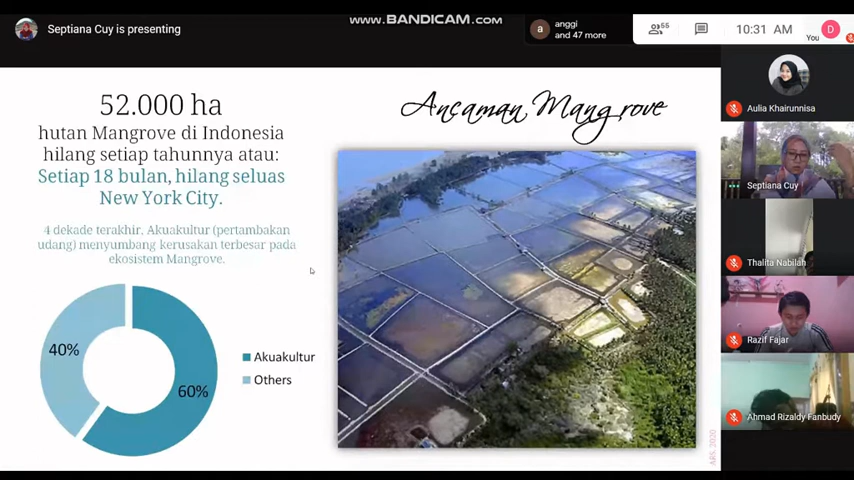 www.BANDICAM.com
Septiana Cuy is presenting
anggi
and 47 more
a
55
10:31 AM
You
D
52.000 ha
hutan Mangrove di Indonesia
hilang setiap tahunnya atau:
Setiap 18 bulan, hilang seluas
New York City.
4 dekade terakhir, Akuakultur (pertambakan
udang) menyumbang kerusakan terbesar pada
ekosistem Mangrove.
40%
60%
Akuakultur
Others
Ancaman Mangrove
ARS, 2020
Aulia Khairunnisa
Septiana Cuy
Thalita Nabilah
Razif Fajar
Ahmad Rizaldy Fanbudy